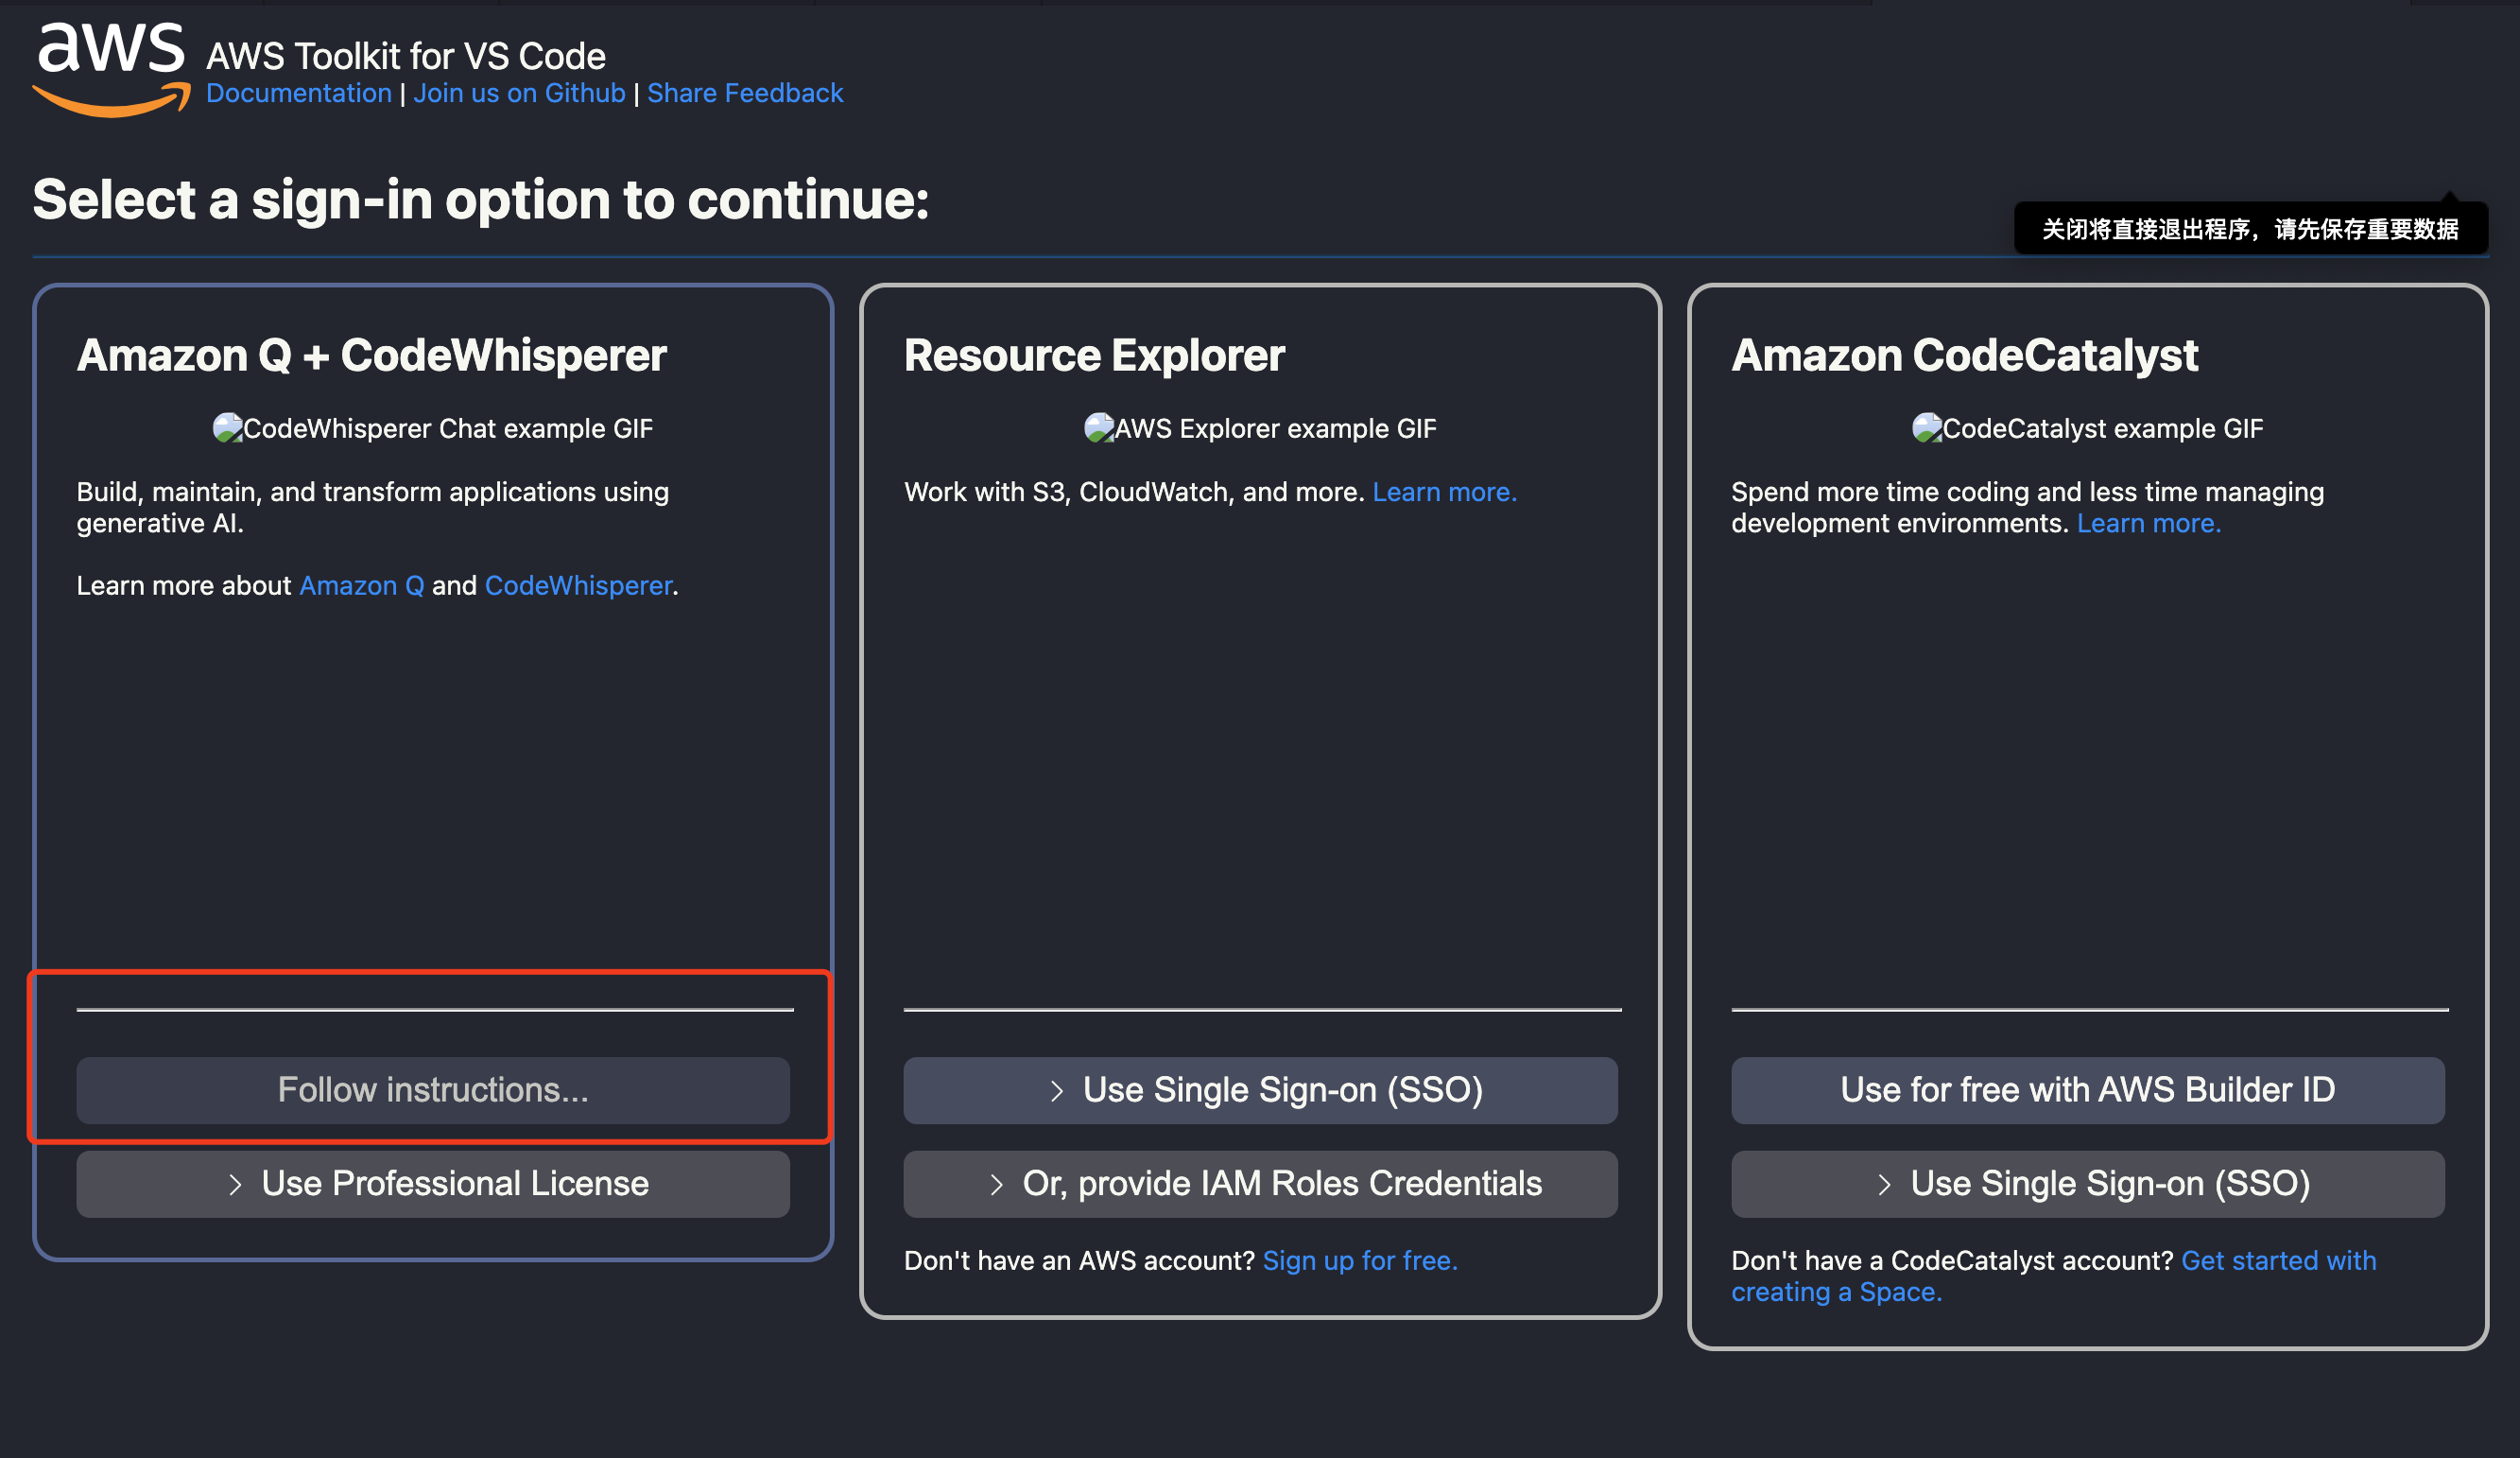 aws
AWS Toolkit for VS Code
Documentation | Join us on Github | Share Feedback
Select a sign-in option to continue:
关闭将直接退出程序，请先保存重要数据
Amazon Q + CodeWhisperer
CodeWhisperer Chat example GIF
Build, maintain, and transform applications using
generative AI.
Learn more about Amazon Q and CodeWhisperer.
Follow instructions...
Use Professional License
Resource Explorer
AWS Explorer example GIF
Work with S3, CloudWatch, and more. Learn more.
Use Single Sign-on (SSO)
Or, provide IAM Roles Credentials
Don't have an AWS account? Sign up for free.
Amazon CodeCatalyst
CodeCatalyst example GIF
Spend more time coding and less time managing
development environments. Learn more.
Use for free with AWS Builder ID
Use Single Sign-on (SSO)
Don't have a CodeCatalyst account? Get started with
creating a Space.